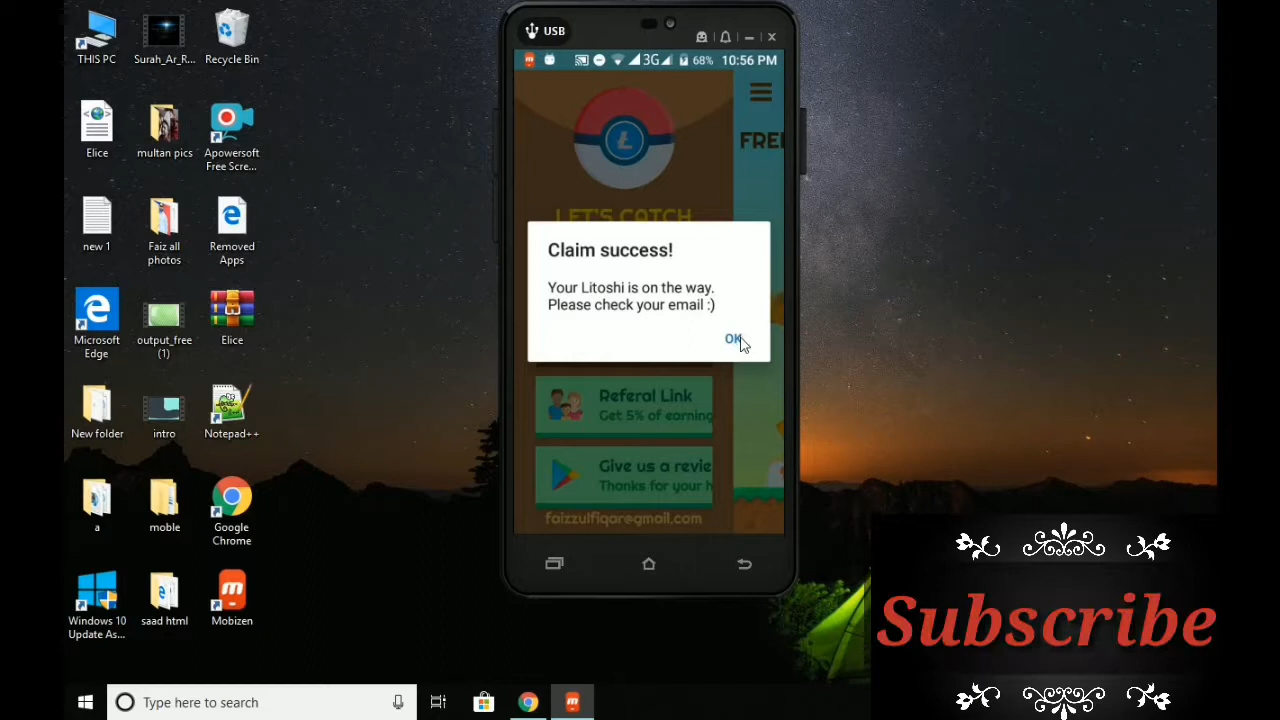 THIS PC
Surah_Ar_R...
Recycle Bin
Elice
multan pics
Apowersoft
Free Scre...
new 1
Faiz all
photos
Removed
Apps
Microsoft
Edge
output_free
(1)
Elice
New folder
intro
Notepad++
a
moble
Google
Chrome
Windows 10
Update As...
saad html
Mobizen
USB
3G
68%
10:56 PM
FREE
LET'S CATCH
Claim success!
Your Litoshi is on the way.
Please check your email :)
OK
Referal Link
Get 5% of earning
Give us a revie
Thanks for your h
faizzulfiqar@gmail.com
Subscribe
Type here to search